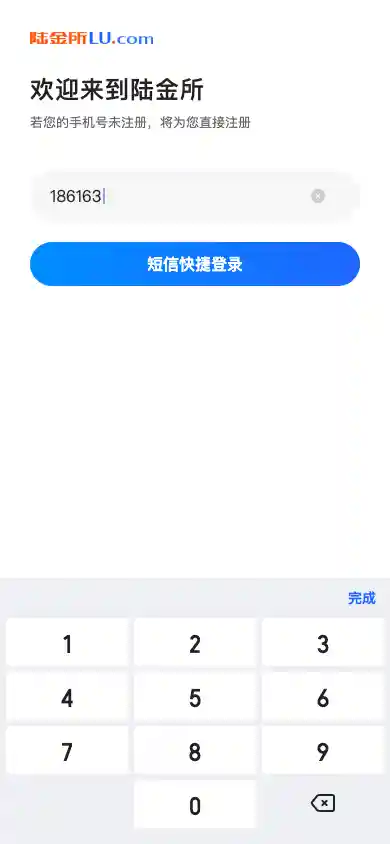 陆金所LU.com
欢迎来到陆金所
若您的手机号未注册，将为您直接注册
186163
短信快捷登录
完成
1 2 3
4 5 6
7 8 9
0